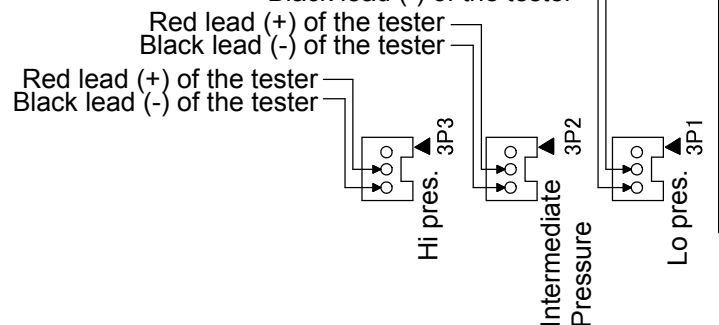 Black lead (-) of the tester
Red lead (+) of the tester
Black lead (-) of the tester
Red lead (+) of the tester
Black lead (-) of the tester
3P3
Hi pres.
3P2
Intermediate
Pressure
3P1
Lo pres.